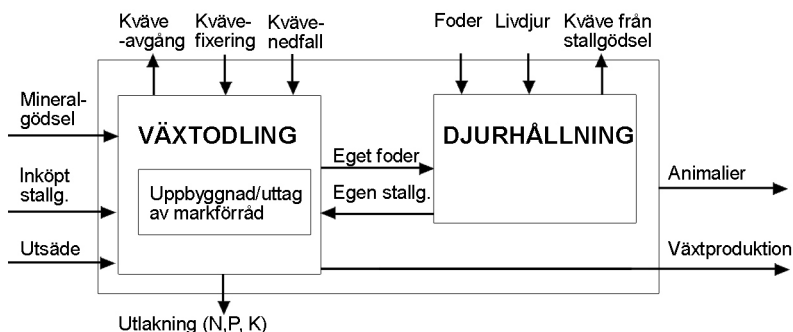 Kväve
-avgång
Kväve-
fixering
Kväve-
nedfall
Foder
Livdjur
Kväve från
stallgödsel
Mineral-
gödsel
VÄXTODLING
DJURHÅLLNING
Eget foder
Inköpt
stallg.
Uppbyggnad/uttag
av markförråd
Egen stallg.
Animalier
Utsäde
Växtproduktion
Utlakning (N,P, K)